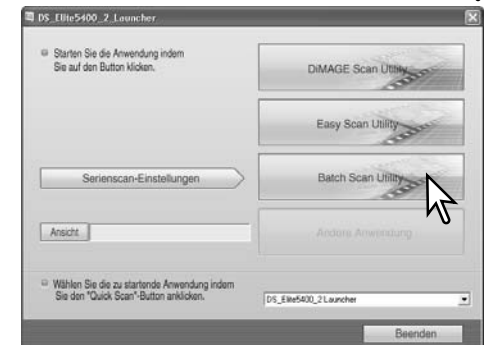 DS_Elite5400_2_Launcher
Starten Sie die Anwendung indem
Sie auf den Button klicken.
DiMAGE Scan Utility
Easy Scan Utility
Serienscan-Einstellungen
Batch Scan Utility
Ansicht
Andere Anwendung
Wählen Sie die zu startende Anwendung indem
Sie den "Quick Scan"-Button anklicken.
DS_Elite5400_2 Launcher
Beenden